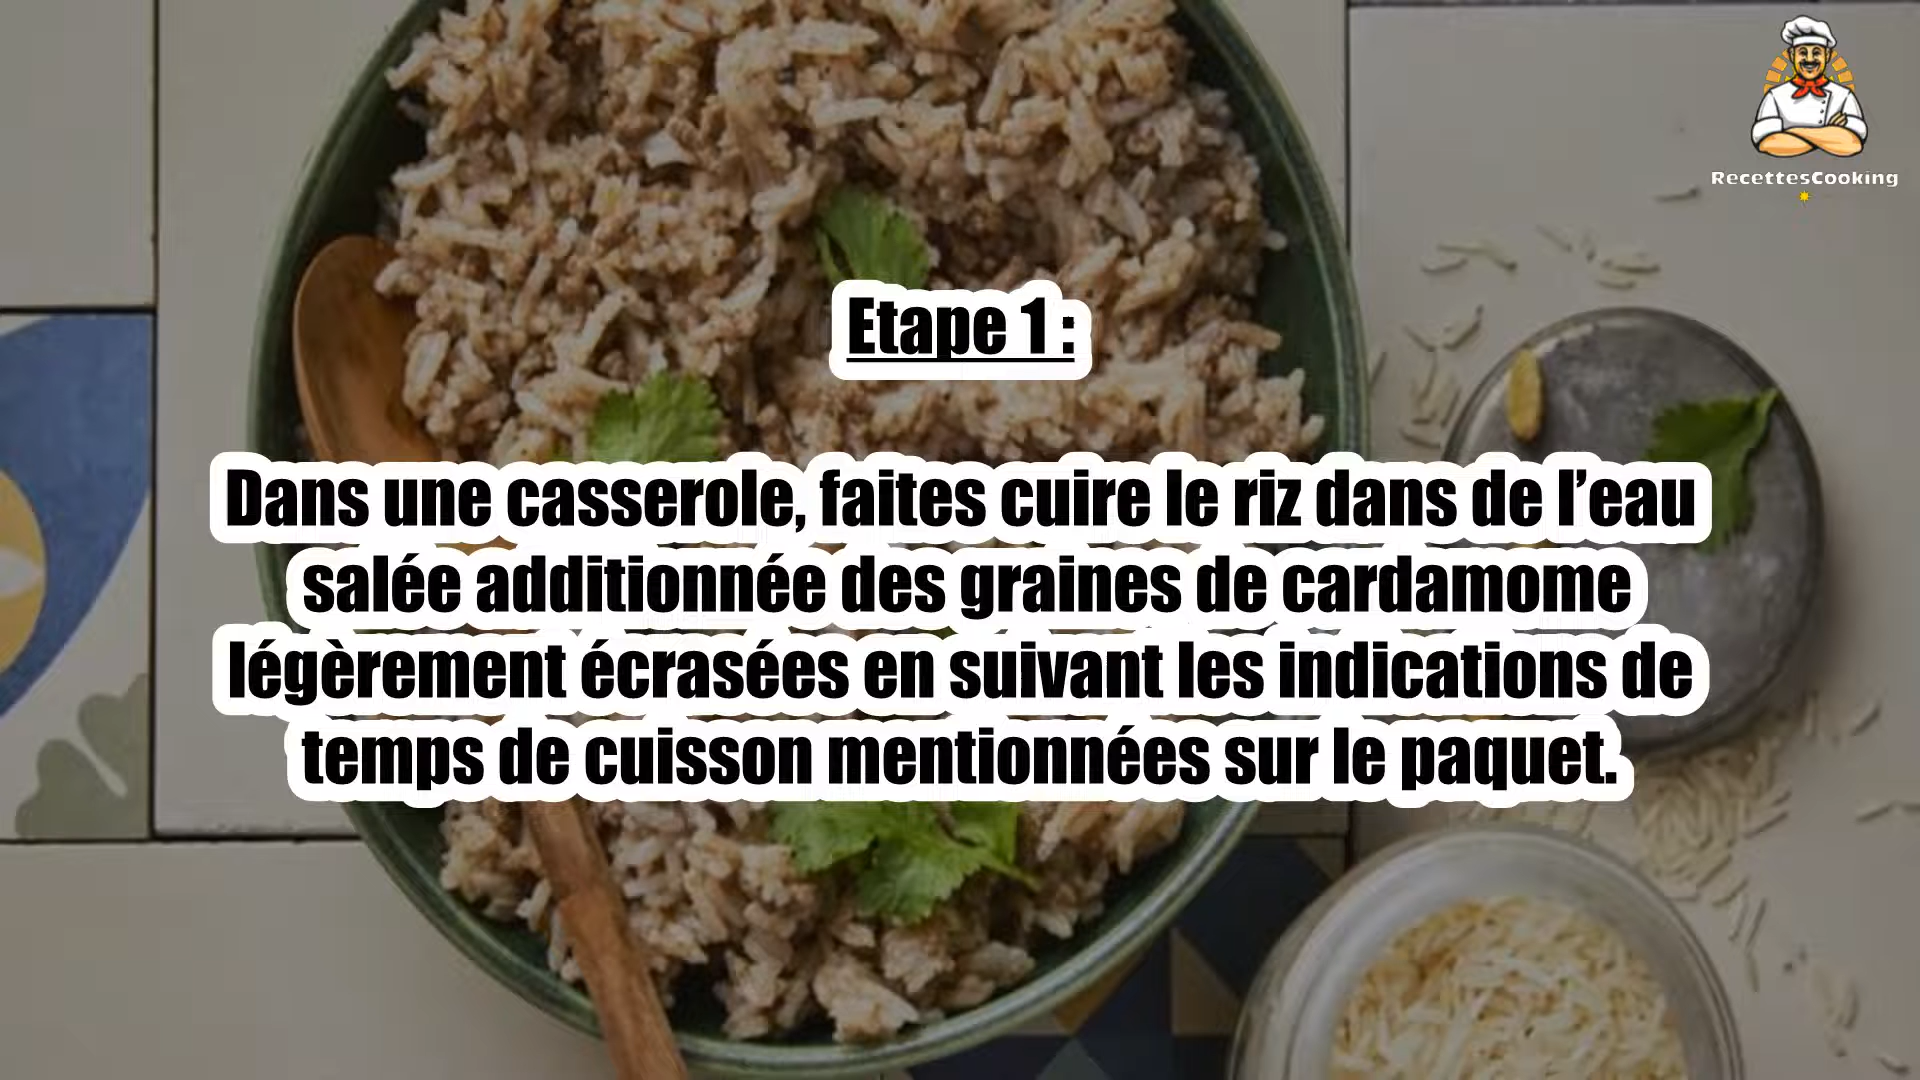 RecettesCooking
Etape 1 :
Dans une casserole, faites cuire le riz dans de l’eau
salée additionnée des graines de cardamome
légèrement écrasées en suivant les indications de
temps de cuisson mentionnées sur le paquet.